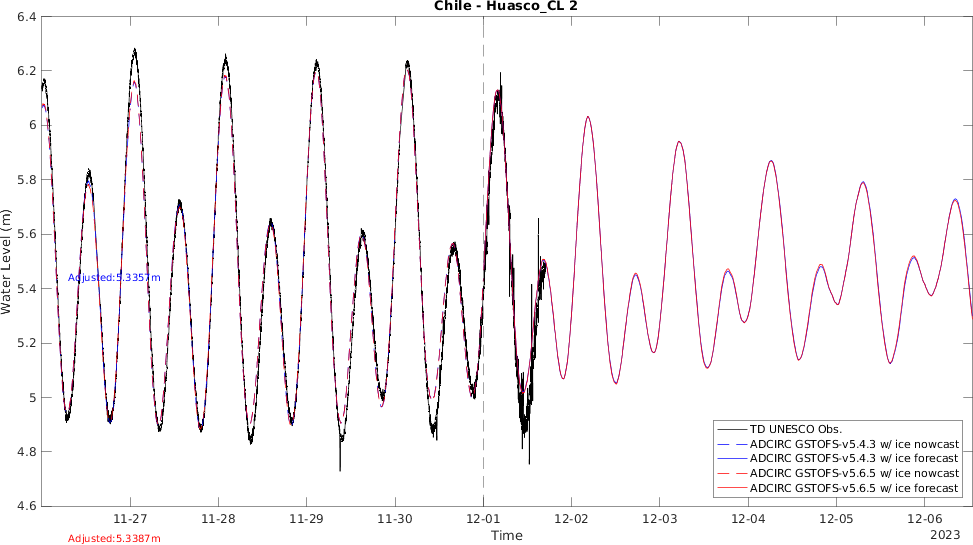 Chile - Huasco_CL 2
6.4
6.2
6
5.8
5.6
5.4
5.2
5
4.8
4.6
Water Level (m)
Adjusted:5.3357m
TD UNESCO Obs.
ADCIRC GSTOFS-v5.4.3 w/ ice nowcast
ADCIRC GSTOFS-v5.4.3 w/ ice forecast
ADCIRC GSTOFS-v5.6.5 w/ ice nowcast
ADCIRC GSTOFS-v5.6.5 w/ ice forecast
11-27 11-28 11-29 11-30 12-01 12-02 12-03 12-04 12-05 12-06
Time
2023
Adjusted:5.3387m